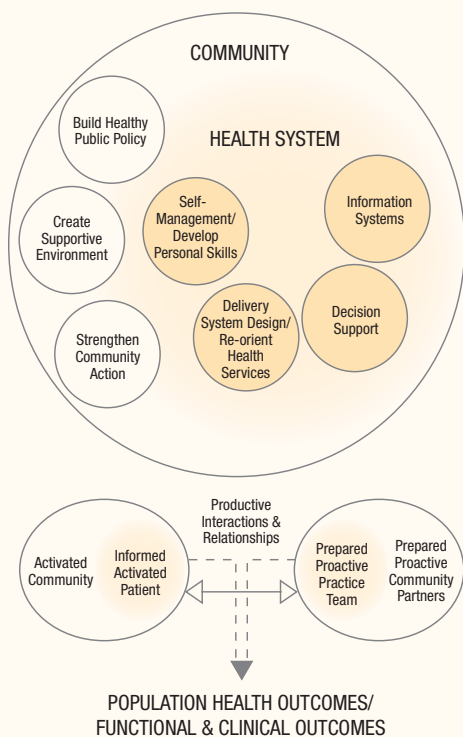 COMMUNITY
Build Healthy
Public Policy
HEALTH SYSTEM
Self-
Management/
Develop
Personal Skills
Information
Systems
Create
Supportive
Environment
Delivery
System Design/
Re-orient
Health
Services
Decision
Support
Strengthen
Community
Action
Productive
Interactions &
Relationships
Activated
Community
Informed
Activated
Patient
Prepared
Proactive
Practice
Team
Prepared
Proactive
Community
Partners
POPULATION HEALTH OUTCOMES/
FUNCTIONAL & CLINICAL OUTCOMES